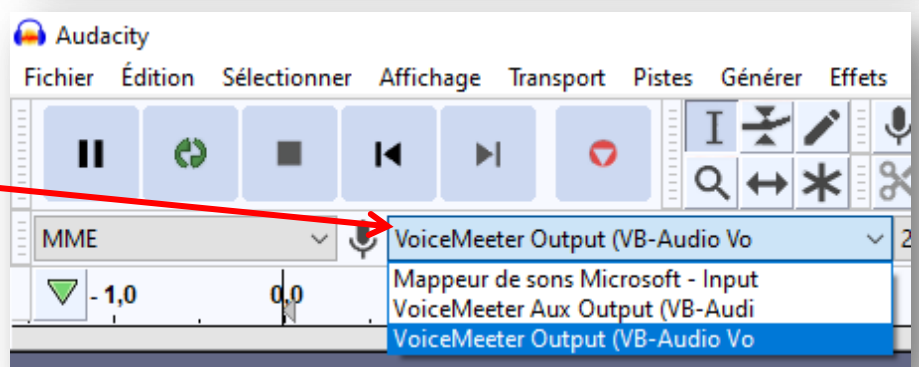 Audacity
Fichier Édition Sélectionner Affichage Transport Pistes Générer Effets
MME VoiceMeeter Output (VB-Audio Vo 2
Mappeur de sons Microsoft - Input
- 1,0 0,0
VoiceMeeter Aux Output (VB-Audi
VoiceMeeter Output (VB-Audio Vo